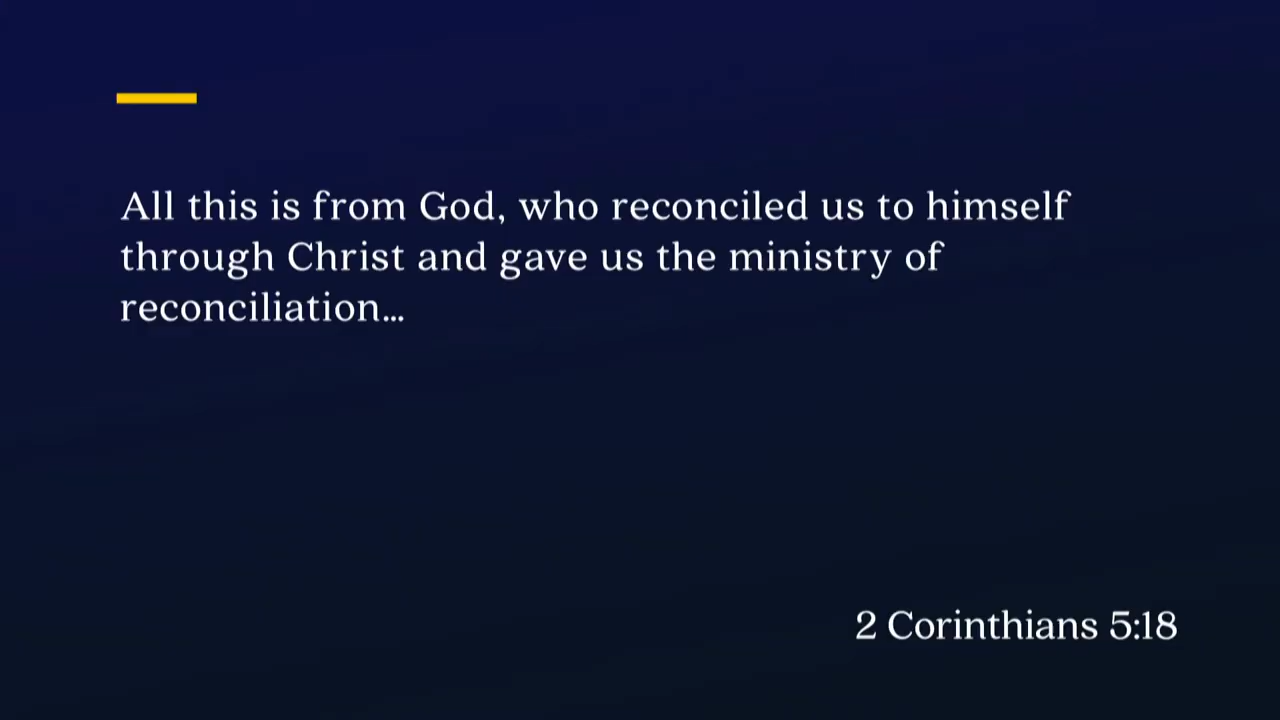 All this is from God, who reconciled us to himself
through Christ and gave us the ministry of
reconciliation…
2 Corinthians 5:18